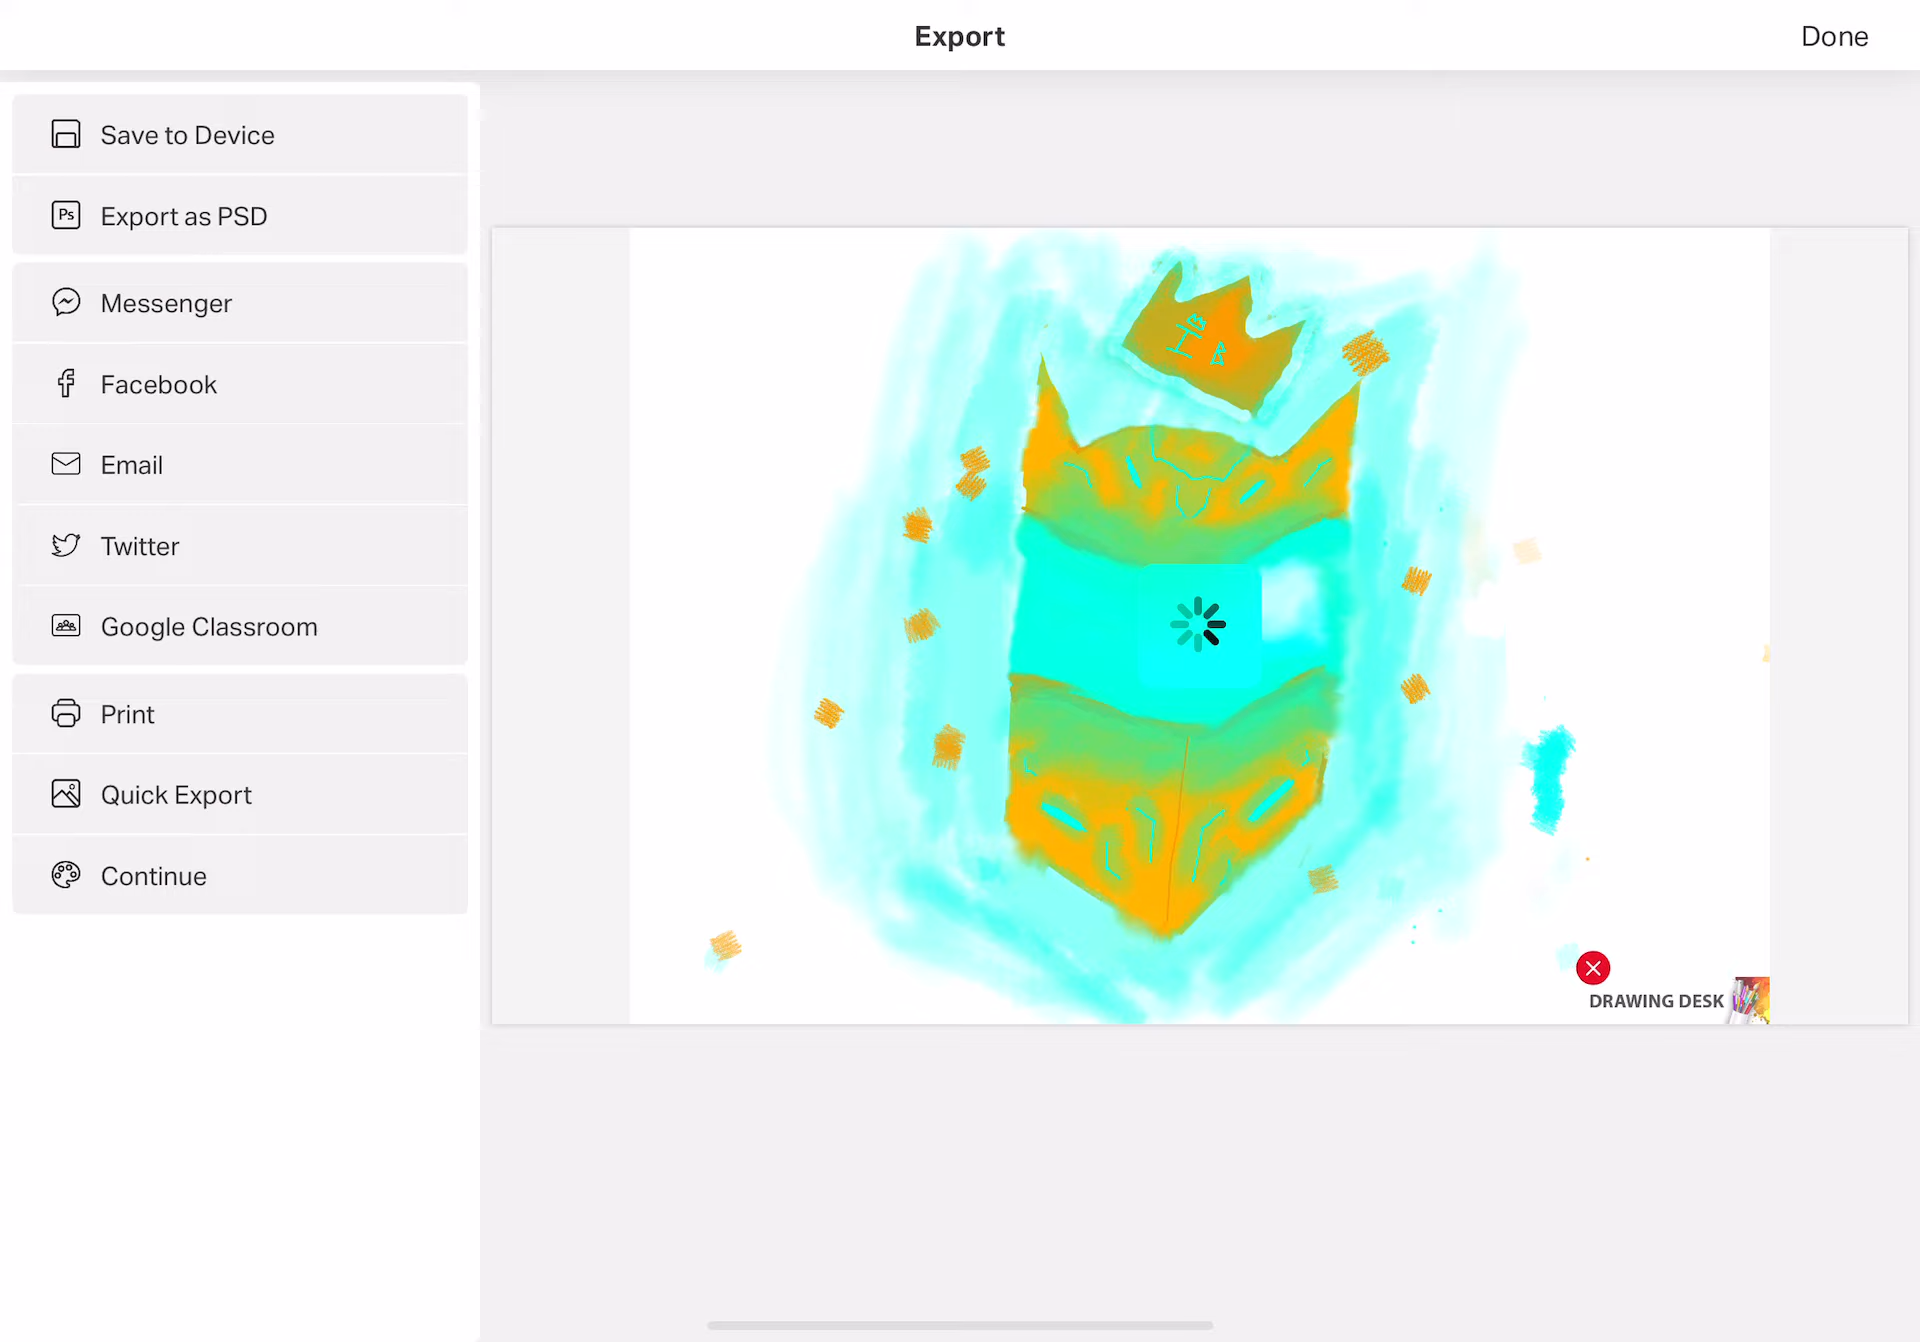 Export
Done
Save to Device
Ps
Export as PSD
Messenger
Facebook
Email
Twitter
Google Classroom
Print
Quick Export
Continue
DRAWING DESK